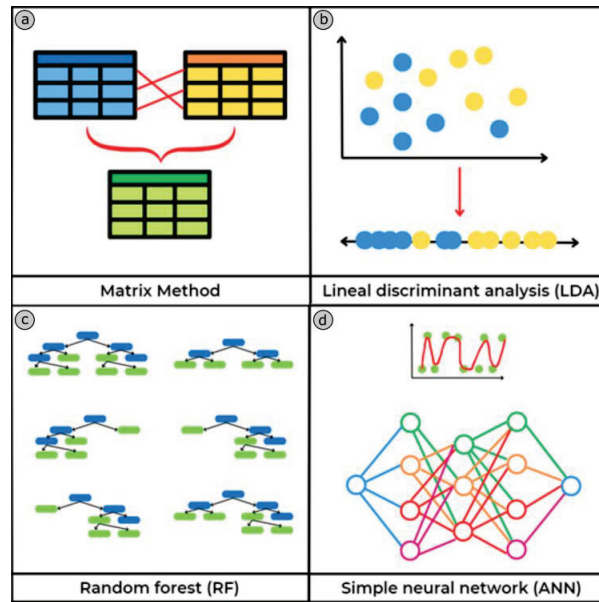 a
b
Matrix Method
Lineal discriminant analysis (LDA)
c
d
Random forest (RF)
Simple neural network (ANN)